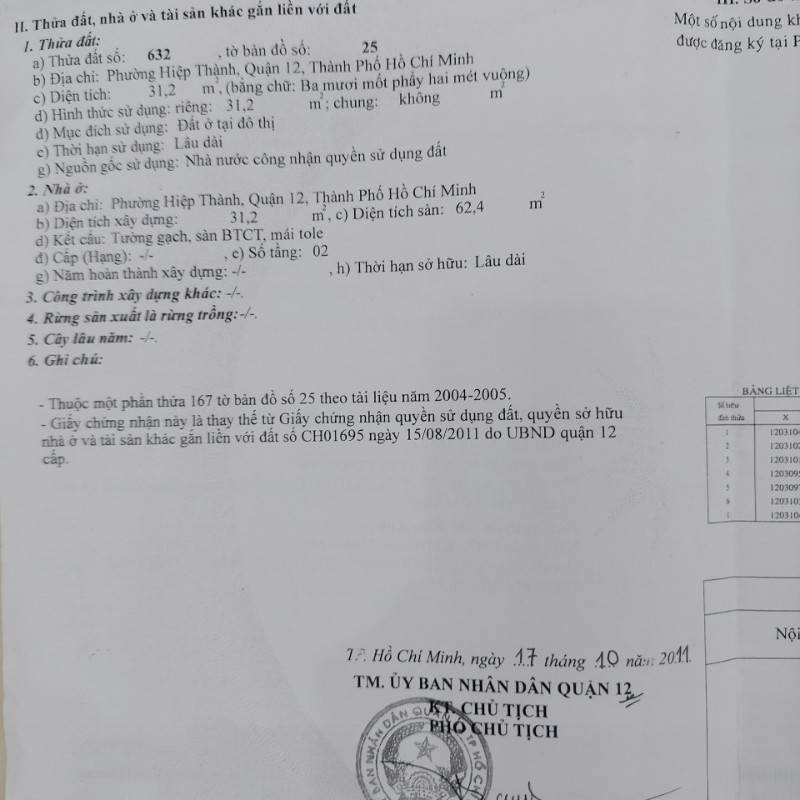 II. Thửa đất, nhà ở và tài sản khác gắn liền với đất
1. Thửa đất:
a) Thửa đất số: 632 , tờ bản đồ số: 25
b) Địa chỉ: Phường Hiệp Thành, Quận 12, Thành Phố Hồ Chí Minh
c) Diện tích: 31,2 m², (bằng chữ: Ba mươi mốt phẩy hai mét vuông)
d) Hình thức sử dụng: riêng: 31,2 m²; chung: không m²
đ) Mục đích sử dụng: Đất ở tại đô thị
e) Thời hạn sử dụng: Lâu dài
g) Nguồn gốc sử dụng: Nhà nước công nhận quyền sử dụng đất
2. Nhà ở:
a) Địa chỉ: Phường Hiệp Thành, Quận 12, Thành Phố Hồ Chí Minh
b) Diện tích xây dựng: 31,2 m², c) Diện tích sàn: 62,4 m²
d) Kết cấu: Tường gạch, sàn BTCT, mái tole
đ) Cấp (Hạng): -/- , e) Số tầng: 02
g) Năm hoàn thành xây dựng: -/- , h) Thời hạn sở hữu: Lâu dài
3. Công trình xây dựng khác: -/-.
4. Rừng sản xuất là rừng trồng:-/-.
5. Cây lâu năm: -/-.
6. Ghi chú:
- Thuộc một phần thửa 167 tờ bản đồ số 25 theo tài liệu năm 2004-2005.
- Giấy chứng nhận này là thay thế từ Giấy chứng nhận quyền sử dụng đất, quyền sở hữu
nhà ở và tài sản khác gắn liền với đất số CH01695 ngày 15/08/2011 do UBND quận 12
cấp.
T.P. Hồ Chí Minh, ngày 17 tháng 10 năm 2011
TM. ỦY BAN NHÂN DÂN QUẬN 12
KT. CHỦ TỊCH
PHÓ CHỦ TỊCH
Một số nội dung
được đăng ký tại
BẢNG LIỆT
Số hiệu
đỉnh thửa X
1 120310
2 120310
3 120310
4 120309
5 120309
6 120310
1 120310
Nội